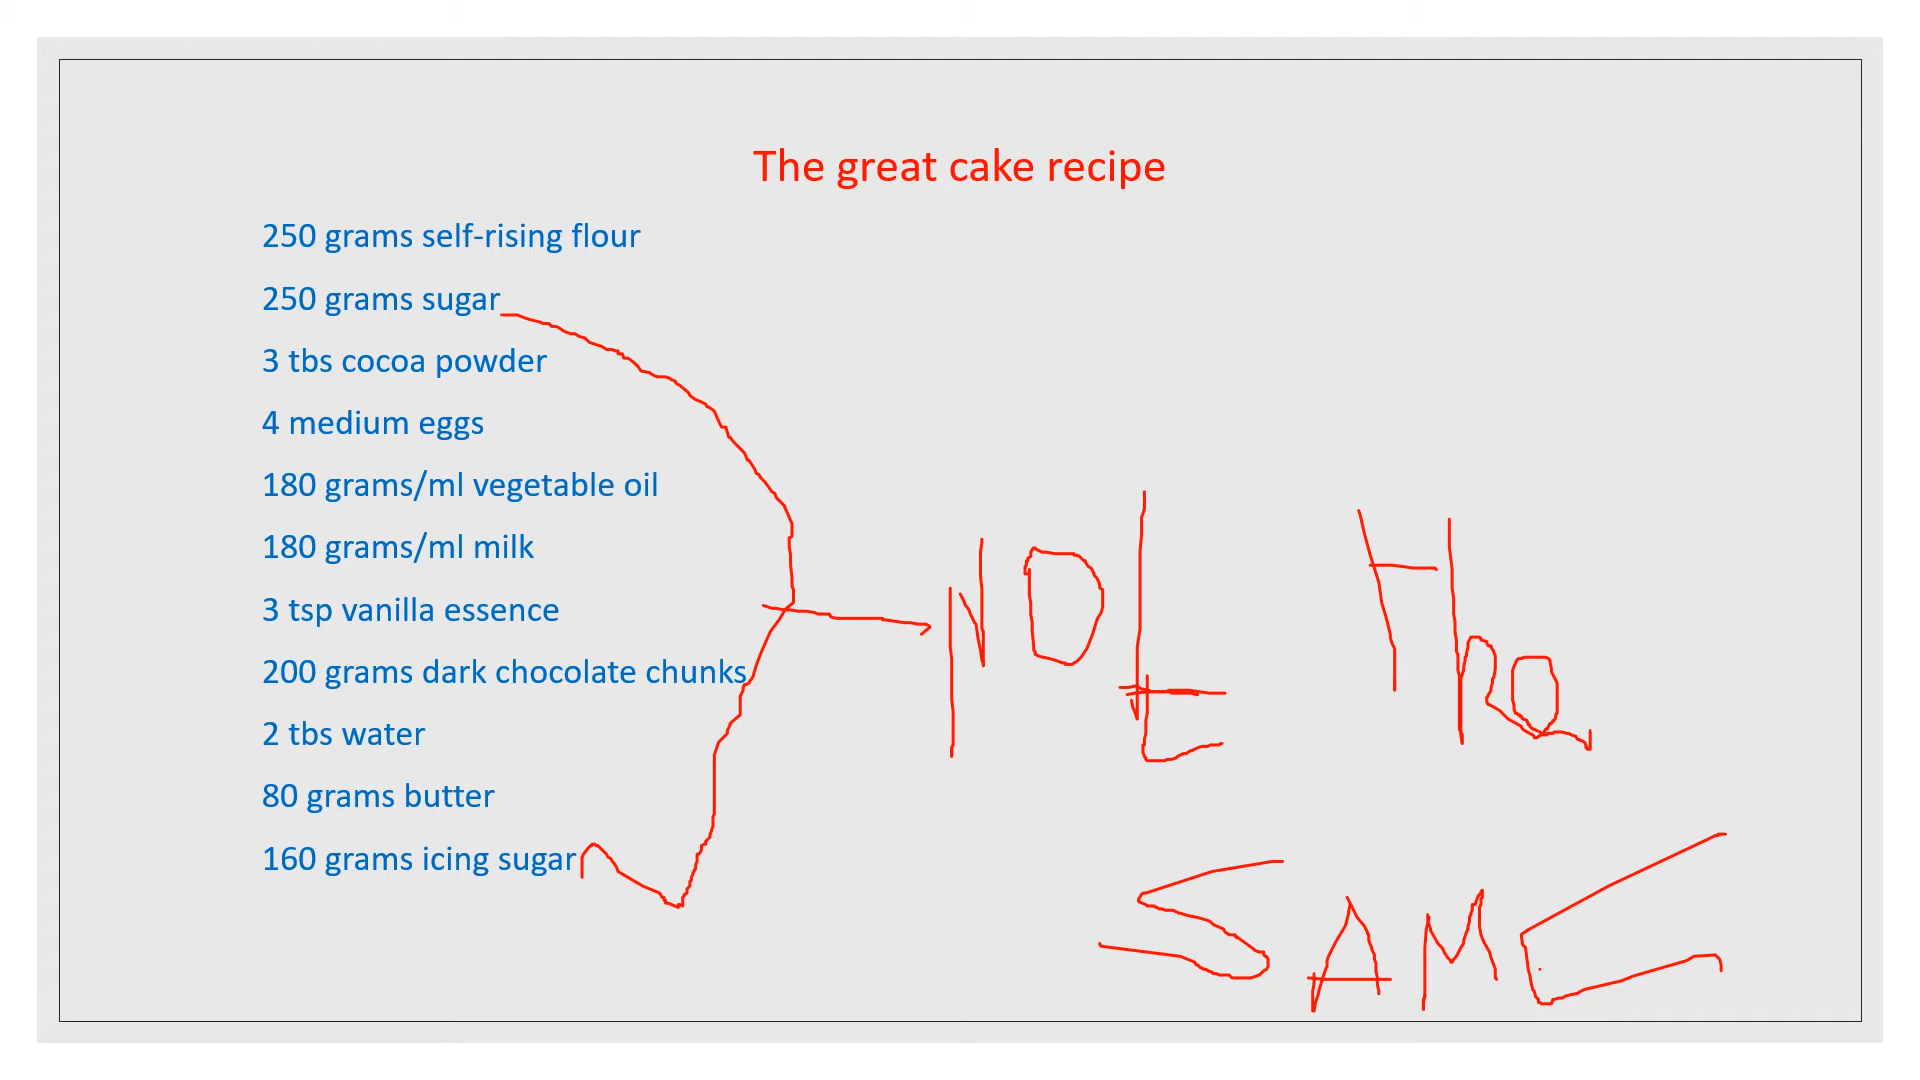 The great cake recipe
250 grams self-rising flour
250 grams sugar
3 tbs cocoa powder
4 medium eggs
180 grams/ml vegetable oil
180 grams/ml milk
3 tsp vanilla essence
200 grams dark chocolate chunks
2 tbs water
80 grams butter
160 grams icing sugar
SAME